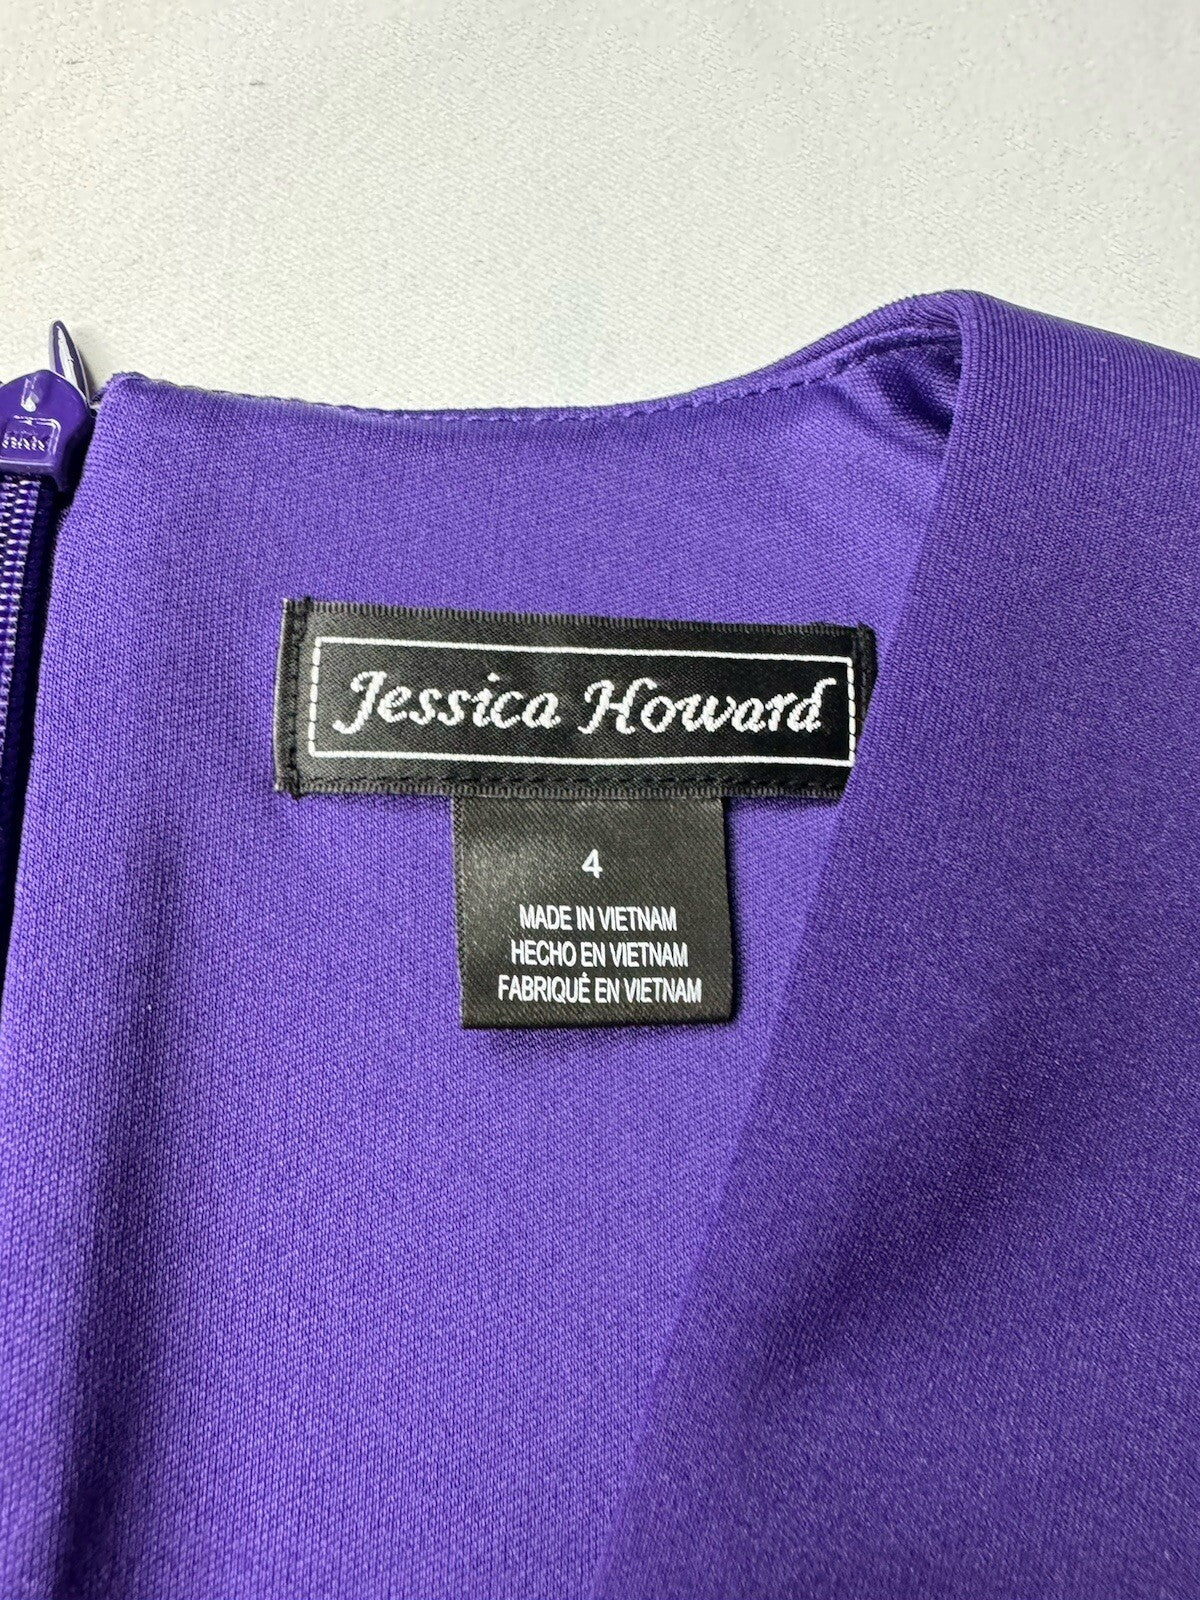 Jessica Howard
4
MADE IN VIETNAM
HECHO EN VIETNAM
FABRIQUÉ EN VIETNAM